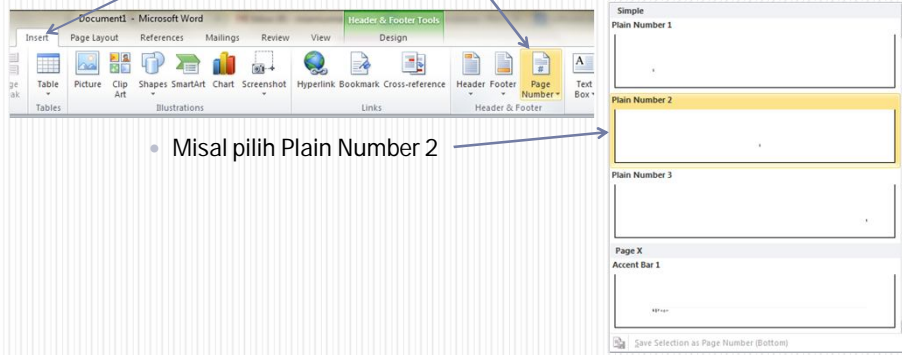 Document1 - Microsoft Word
Header & Footer Tools
Insert Page Layout References Mailings Review View Design
Table Picture Clip Art Shapes SmartArt Chart Screenshot Hyperlink Bookmark Cross-reference Header Footer Page Number Text Box
Tables Illustrations Links Header & Footer
Misal pilih Plain Number 2
Simple
Plain Number 1
Plain Number 2
Plain Number 3
Page X
Accent Bar 1
Save Selection as Page Number (Bottom)